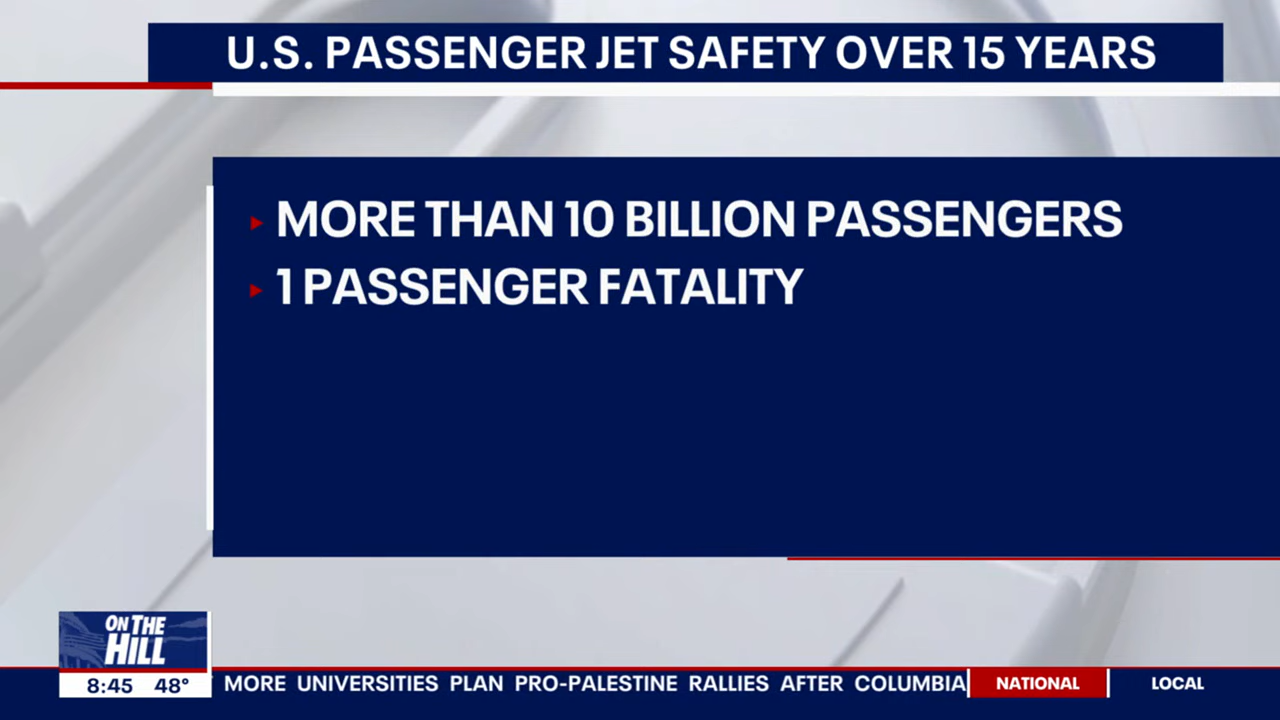 U.S. PASSENGER JET SAFETY OVER 15 YEARS
MORE THAN 10 BILLION PASSENGERS
1 PASSENGER FATALITY
ON THE
HILL
8:45 48°
MORE UNIVERSITIES PLAN PRO-PALESTINE RALLIES AFTER COLUMBIA
NATIONAL
LOCAL